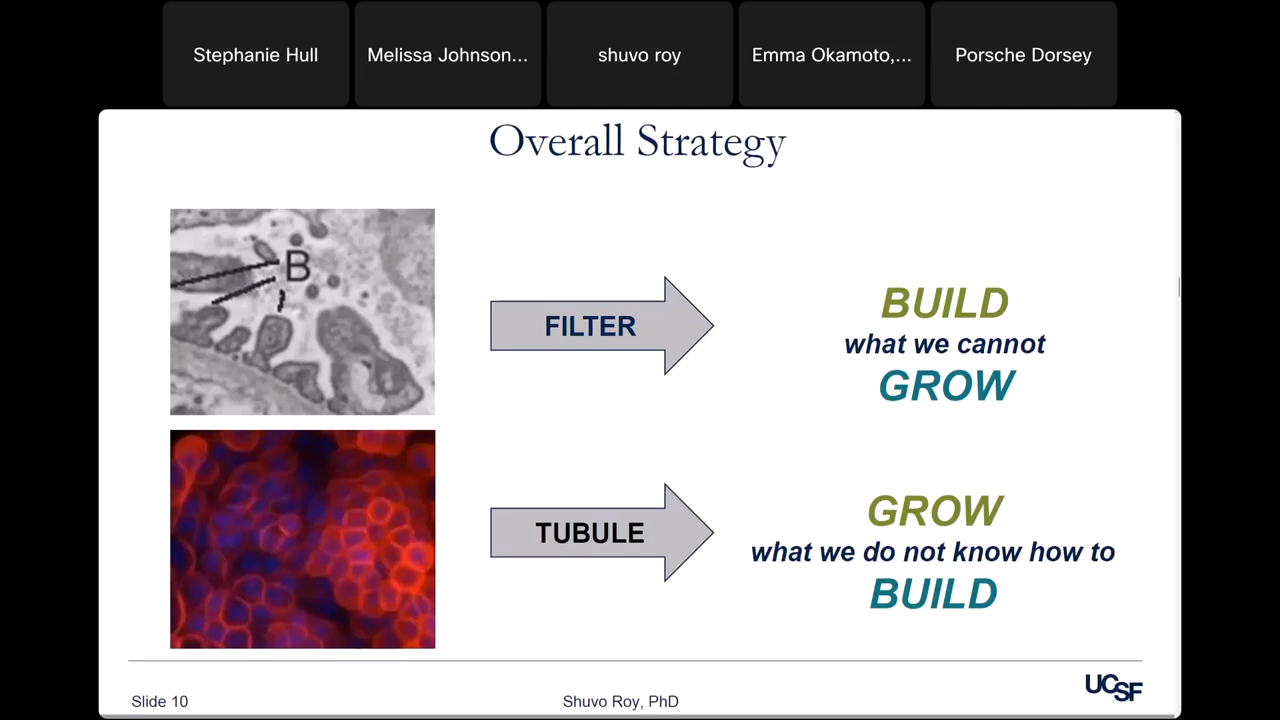 Stephanie Hull
Melissa Johnson...
shuvo roy
Emma Okamoto,...
Porsche Dorsey
Overall Strategy
B
FILTER
BUILD
what we cannot
GROW
TUBULE
GROW
what we do not know how to
BUILD
Slide 10
Shuvo Roy, PhD
UCSF